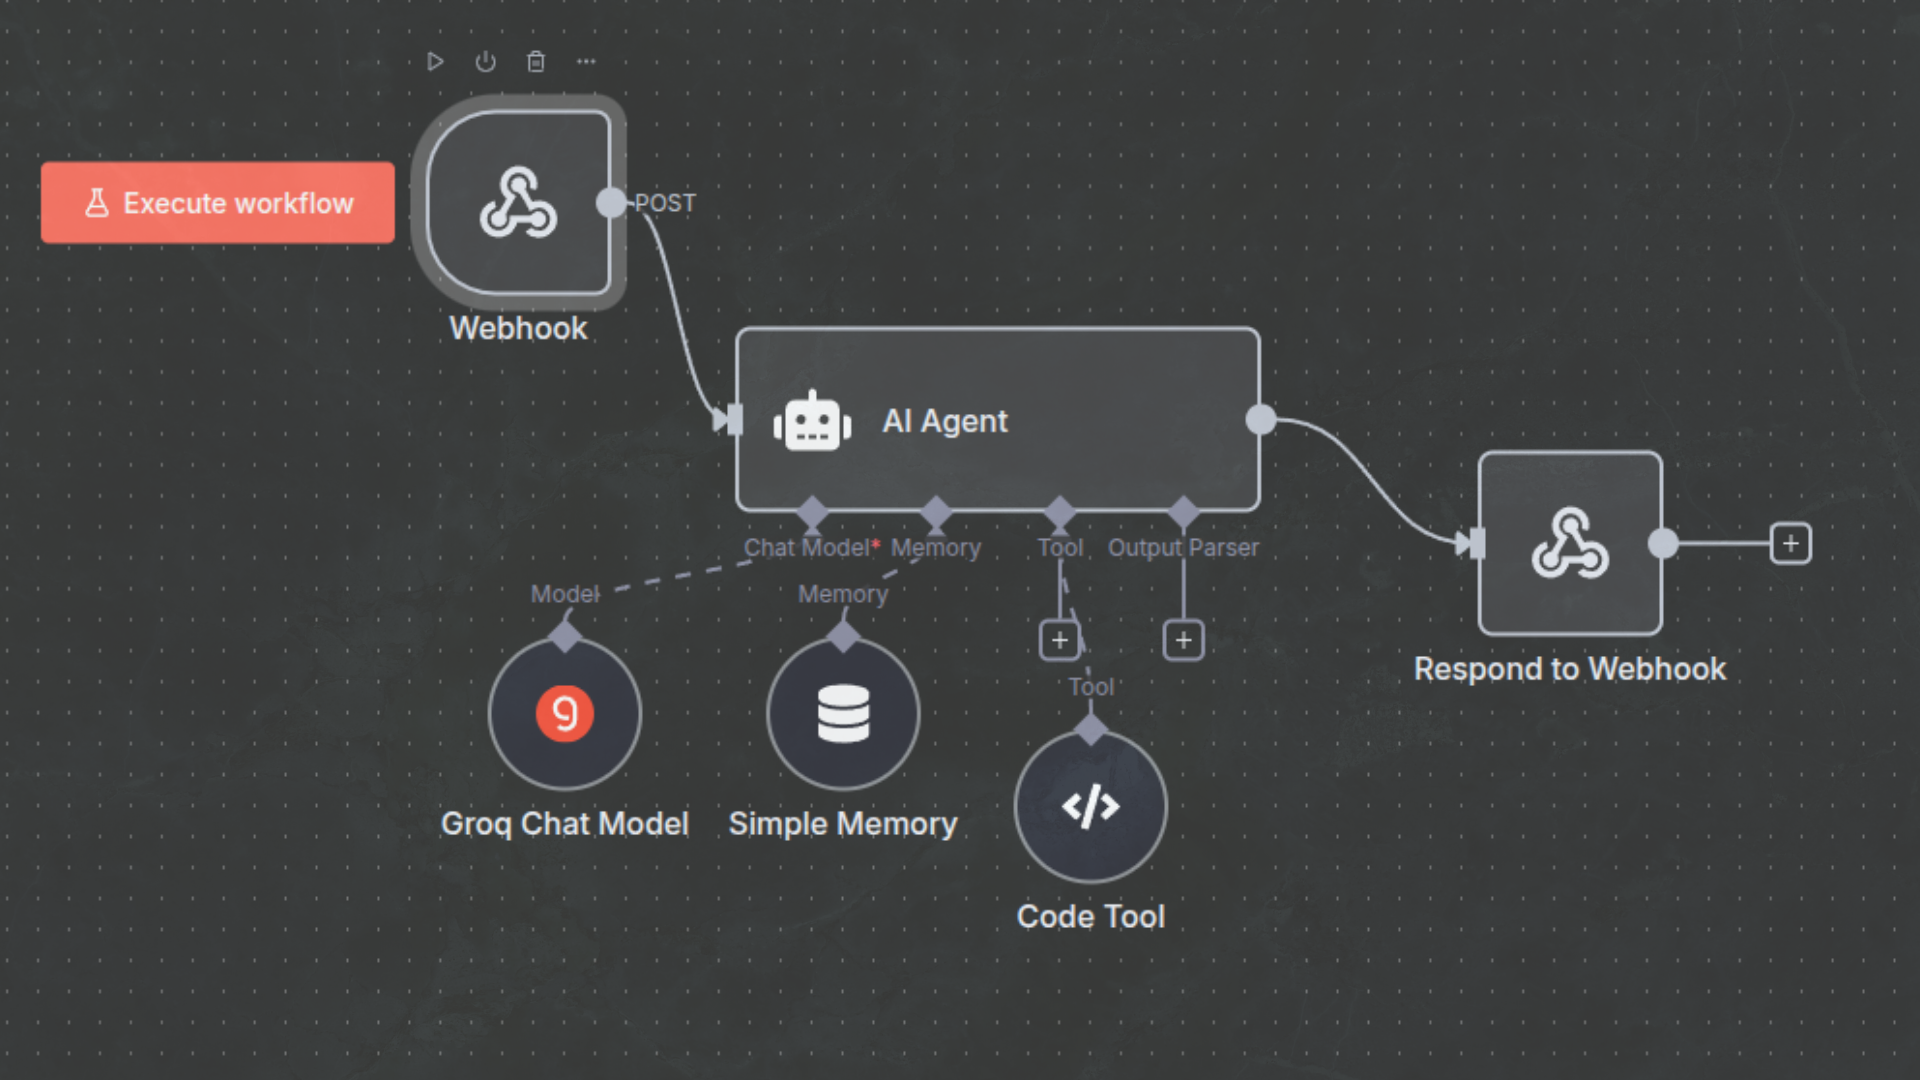 Execute workflow
POST
Webhook
AI Agent
Chat Model* Memory Tool Output Parser
Model Memory
Tool
Respond to Webhook
Groq Chat Model Simple Memory
Code Tool